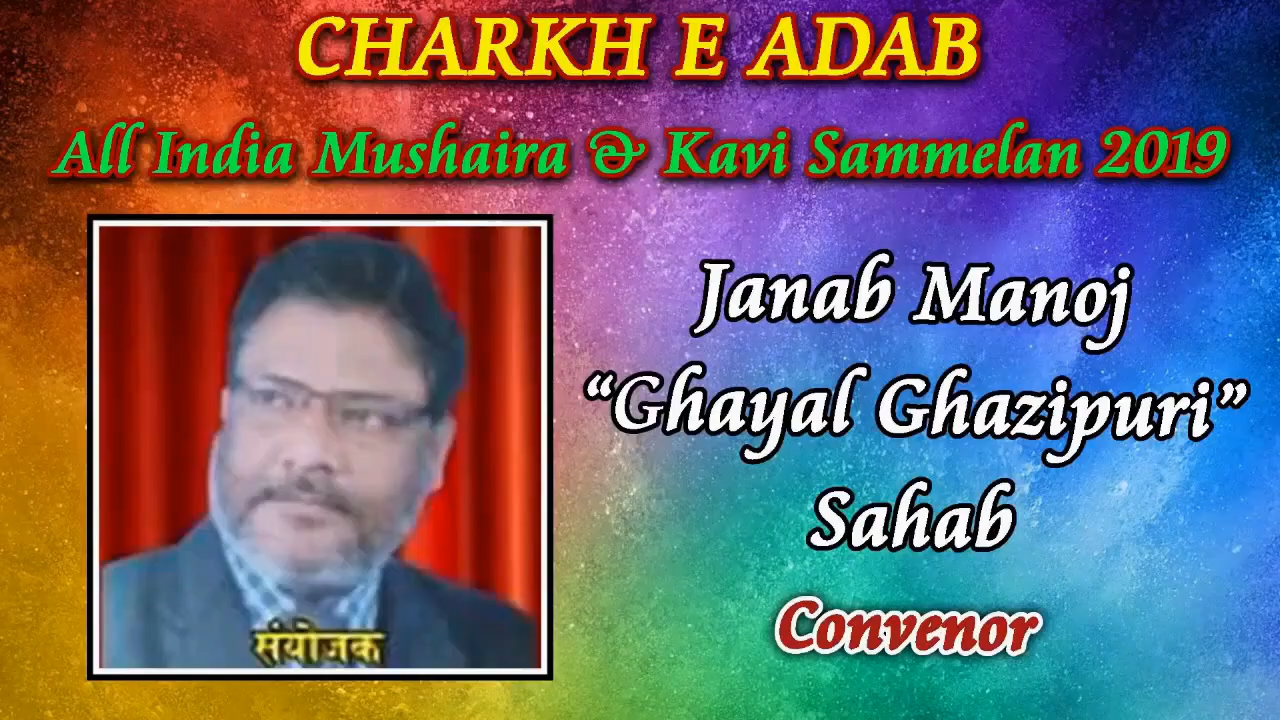 CHARKH E ADAB
All India Mushaira & Kavi Sammelan 2019
Janab Manoj
“Ghayal Ghazipuri”
Sahab
Convenor
संयोजक